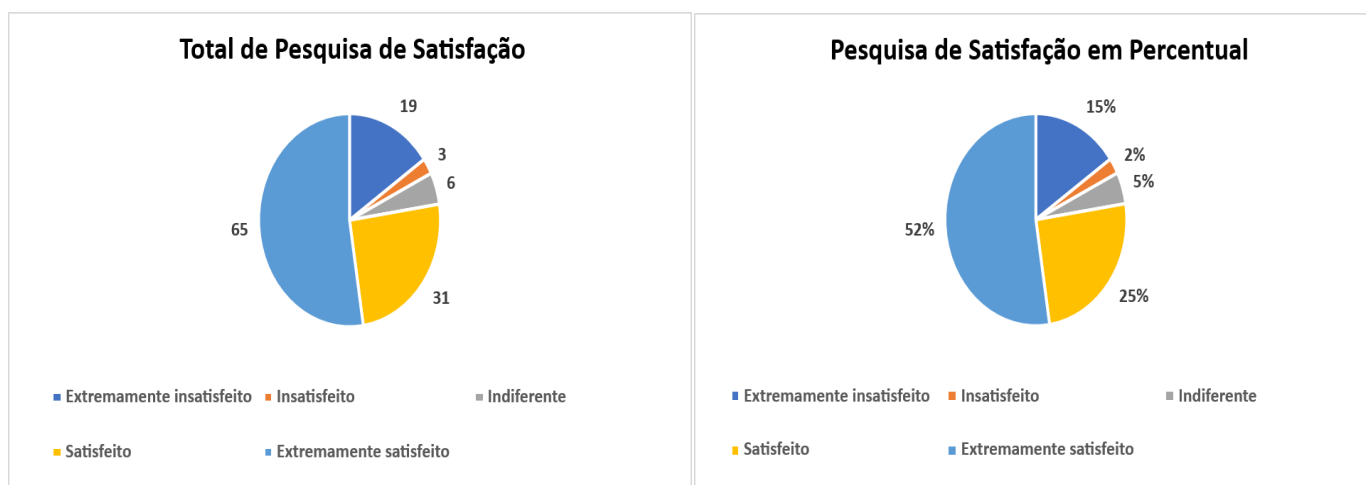 Total de Pesquisa de Satisfação
19
3
6
65
31
Extremamente insatisfeito
Insatisfeito
Indiferente
Satisfeito
Extremamente satisfeito
Pesquisa de Satisfação em Percentual
15%
2%
5%
52%
25%
Extremamente insatisfeito
Insatisfeito
Indiferente
Satisfeito
Extremamente satisfeito